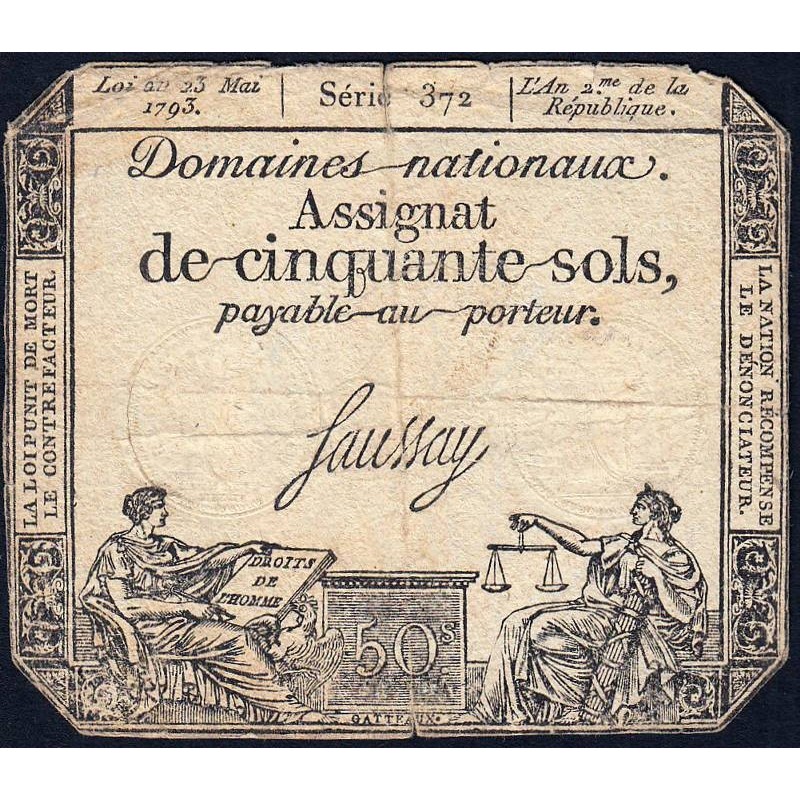 Loi du 23 Mai
1793.
Série 372
L'An 2.me de la
République.
Domaines nationaux.
Assignat
de cinquante sols,
payable au porteur.
LA LOI PUNIT DE MORT
LE CONTREFACTEUR.
LA NATION RÉCOMPENSE
LE DÉNONCIATEUR.
Saussay
DROITS
DE
L'HOMME
50s
GATTEAUX.